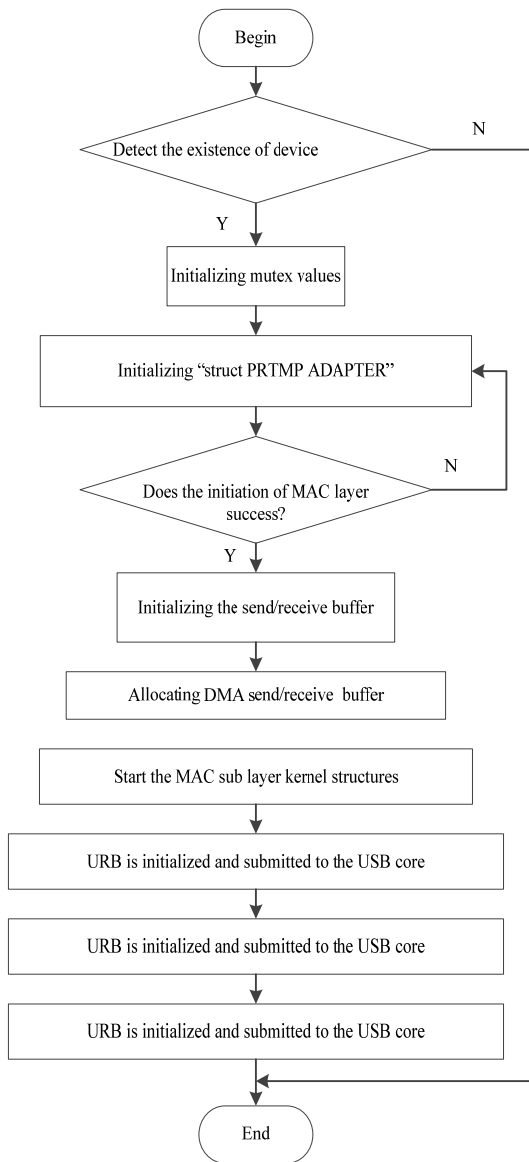 Begin
Detect the existence of device
N
Y
Initializing mutex values
Initializing “struct PRTMP ADAPTER”
N
Does the initiation of MAC layer
success?
Y
Initializing the send/receive buffer
Allocating DMA send/receive buffer
Start the MAC sub layer kernel structures
URB is initialized and submitted to the USB core
URB is initialized and submitted to the USB core
URB is initialized and submitted to the USB core
End